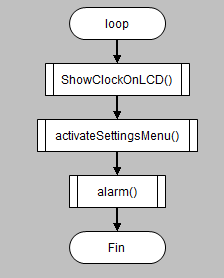 loop
ShowClockOnLCD()
activateSettingsMenu()
alarm()
Fin